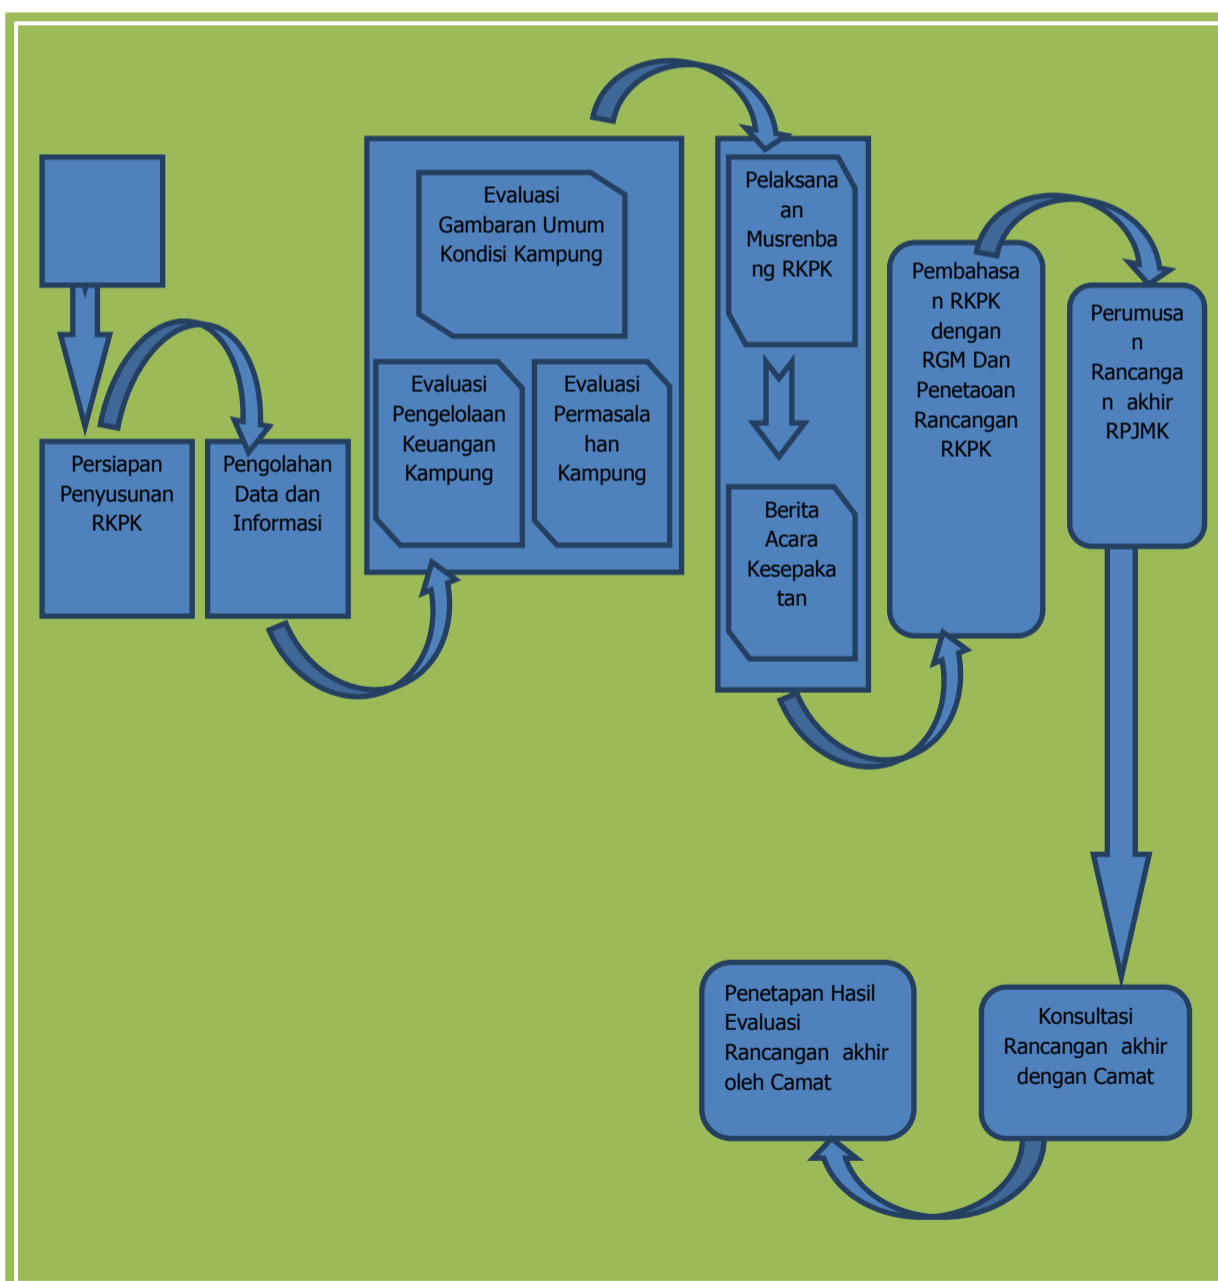 Evaluasi
Gambaran Umum
Kondisi Kampung
Evaluasi
Pengelolaan
Keuangan
Kampung
Evaluasi
Permasala
han
Kampung
Persiapan
Penyusunan
RKPK
Pengolahan
Data dan
Informasi
Pelaksana
an
Musrenba
ng RKPK
Berita
Acara
Kesepaka
tan
Pembahasa
n RKPK
dengan
RGM Dan
Penetaoan
Rancangan
RKPK
Perumusa
n
Rancanga
n akhir
RPJMK
Konsultasi
Rancangan akhir
dengan Camat
Penetapan Hasil
Evaluasi
Rancangan akhir
oleh Camat